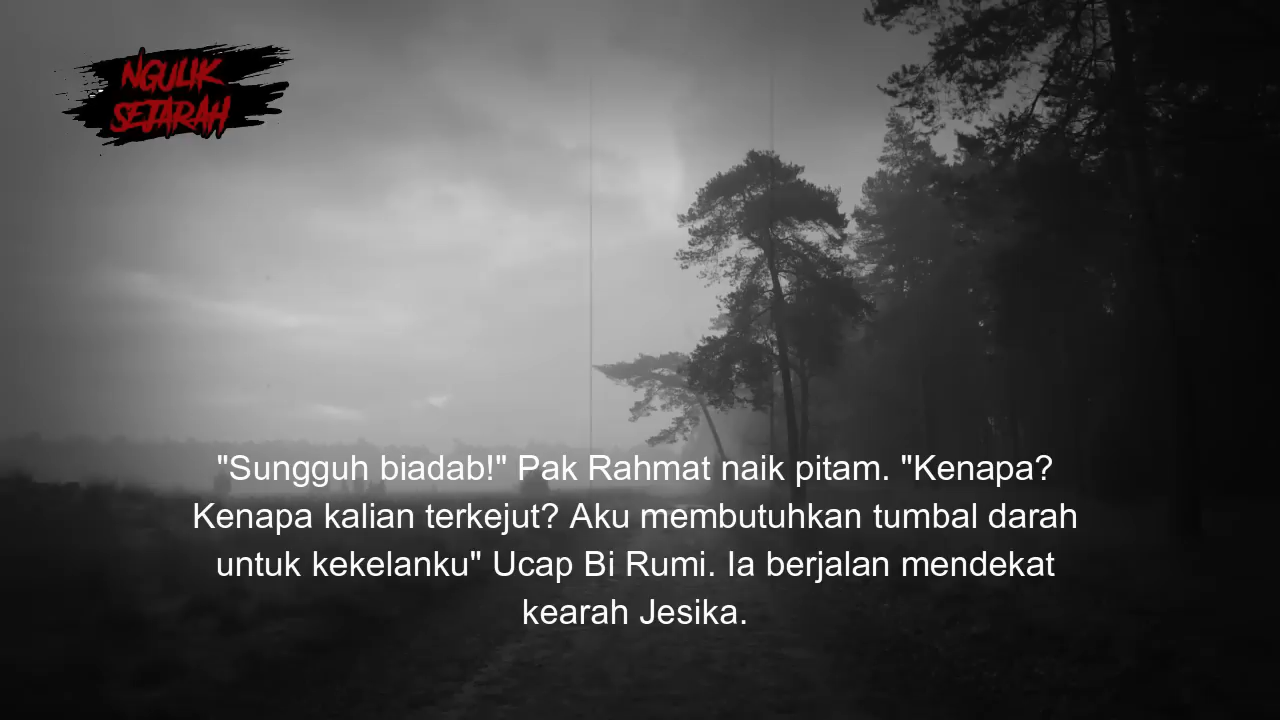 NGULIK
SEJARAH
"Sungguh biadab!" Pak Rahmat naik pitam. "Kenapa?
Kenapa kalian terkejut? Aku membutuhkan tumbal darah
untuk kekelanku" Ucap Bi Rumi. Ia berjalan mendekat
kearah Jesika.